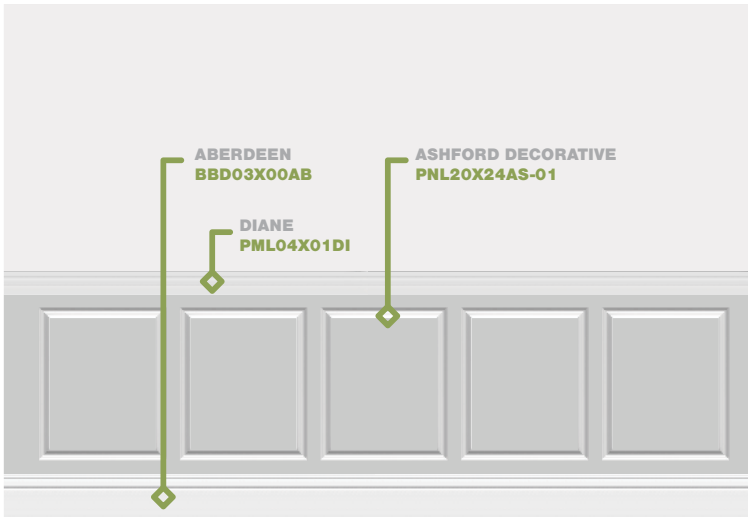 ABERDEEN
BBD03X00AB
ASHFORD DECORATIVE
PNL20X24AS-01
DIANE
PML04X01DI